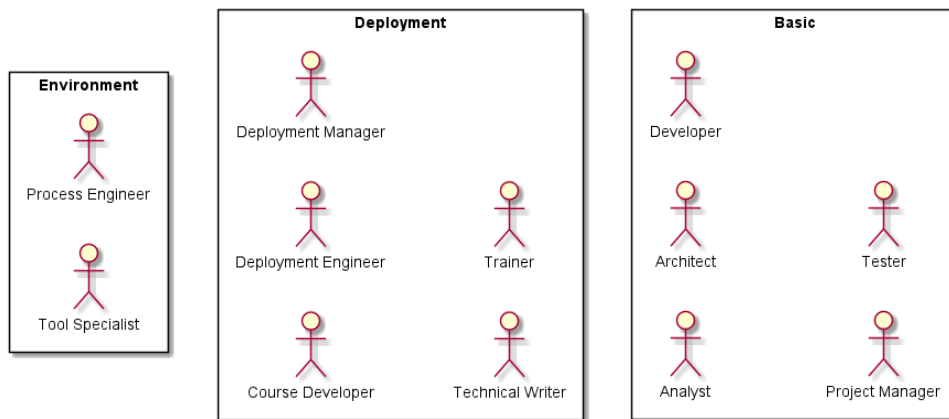 Environment
Process Engineer
Tool Specialist
Deployment
Deployment Manager
Deployment Engineer
Trainer
Course Developer
Technical Writer
Basic
Developer
Architect
Tester
Analyst
Project Manager